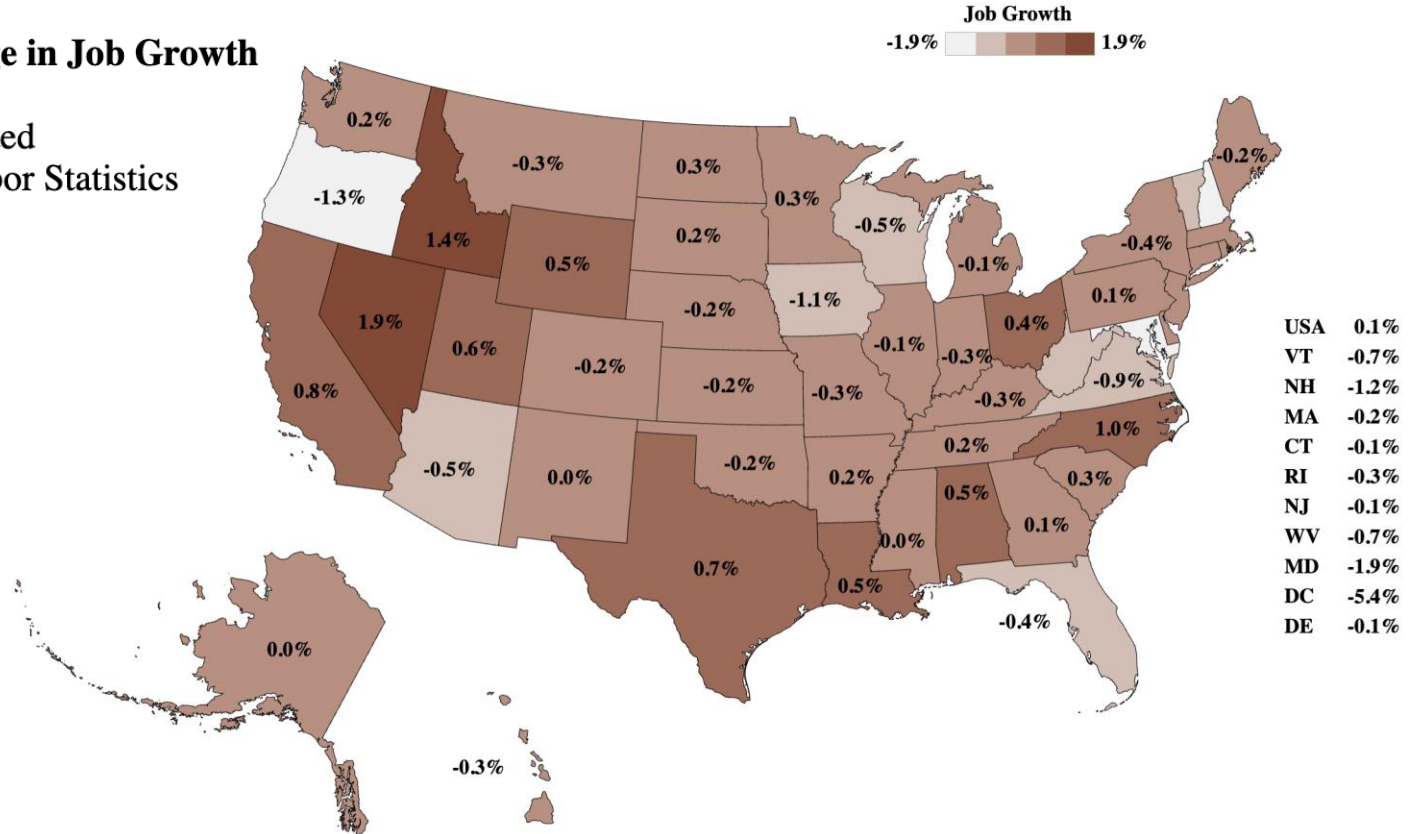 Job Growth
-1.9% 1.9%
e in Job Growth
ed
or Statistics
0.2%
-0.3%
0.3%
-0.2%
-1.3%
0.3%
1.4%
0.2%
-0.5%
-0.4%
0.5%
-0.1%
1.9%
-0.2%
-1.1%
0.1%
0.6%
0.4%
-0.2%
-0.1%
-0.3%
0.8%
-0.2%
-0.3%
-0.3%
-0.9%
-0.5%
0.0%
-0.2%
0.2%
0.2%
1.0%
0.5%
0.3%
0.7%
0.5%
0.0%
0.1%
-0.4%
0.0%
-0.3%
USA 0.1%
VT -0.7%
NH -1.2%
MA -0.2%
CT -0.1%
RI -0.3%
NJ -0.1%
WV -0.7%
MD -1.9%
DC -5.4%
DE -0.1%